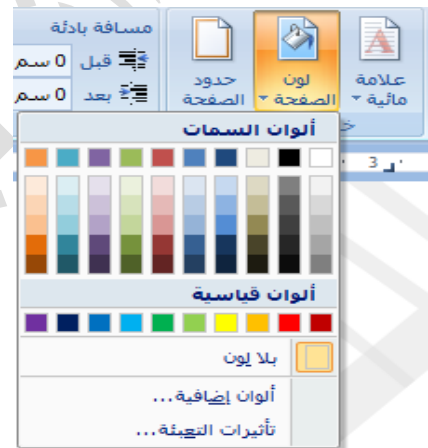 مسافة بادئة
قبل 0 سم
بعد 0 سم
علامة مائية
لون الصفحة
حدود الصفحة
3
ألوان السمات
ألوان قياسية
بلا لون
ألوان إضافية...
تأثيرات التعبئة...